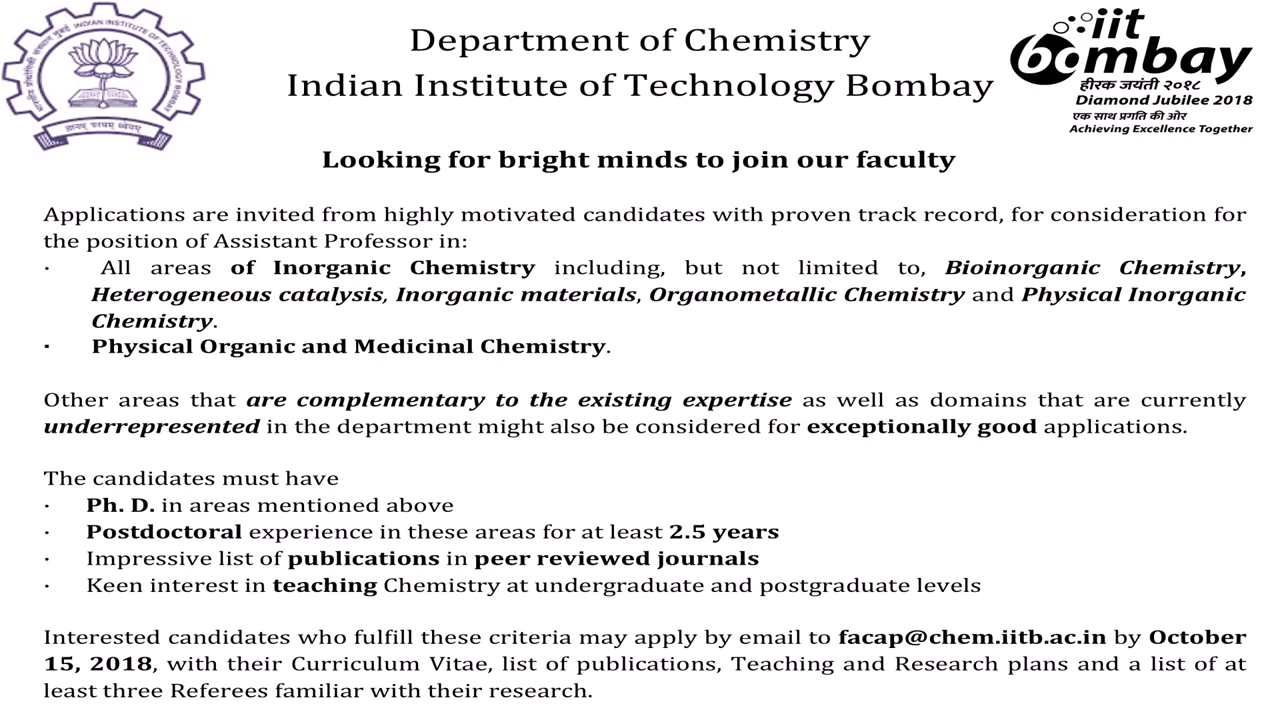 INDIAN INSTITUTE OF TECHNOLOGY BOMBAY
ज्ञानम् परमम् ध्येयम्
iit
bombay
हीरक जयंती २०१८
Diamond Jubilee 2018
एक साथ प्रगति की ओर
Achieving Excellence Together
Department of Chemistry
Indian Institute of Technology Bombay
Looking for bright minds to join our faculty
Applications are invited from highly motivated candidates with proven track record, for consideration for
the position of Assistant Professor in:
· All areas of Inorganic Chemistry including, but not limited to, Bioinorganic Chemistry,
Heterogeneous catalysis, Inorganic materials, Organometallic Chemistry and Physical Inorganic
Chemistry.
· Physical Organic and Medicinal Chemistry.
Other areas that are complementary to the existing expertise as well as domains that are currently
underrepresented in the department might also be considered for exceptionally good applications.
The candidates must have
· Ph. D. in areas mentioned above
· Postdoctoral experience in these areas for at least 2.5 years
· Impressive list of publications in peer reviewed journals
· Keen interest in teaching Chemistry at undergraduate and postgraduate levels
Interested candidates who fulfill these criteria may apply by email to facap@chem.iitb.ac.in by October
15, 2018, with their Curriculum Vitae, list of publications, Teaching and Research plans and a list of at
least three Referees familiar with their research.